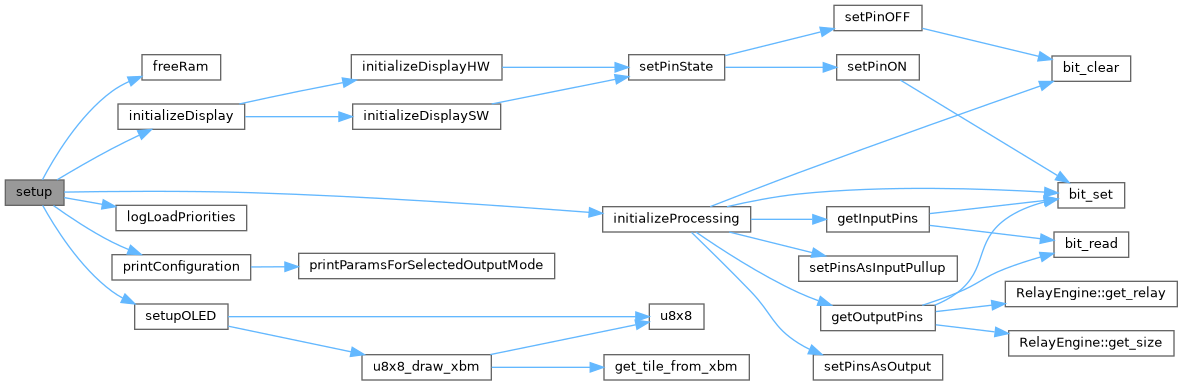 setPinOFF
freeRam
initializeDisplayHW
setPinState
setPinON
bit_clear
initializeDisplay
initializeDisplaySW
setup
bit_set
logLoadPriorities
initializeProcessing
getInputPins
bit_read
printConfiguration
printParamsForSelectedOutputMode
setPinsAsInputPullup
RelayEngine::get_relay
setupOLED
u8x8
getOutputPins
RelayEngine::get_size
u8x8_draw_xbm
get_tile_from_xbm
setPinsAsOutput